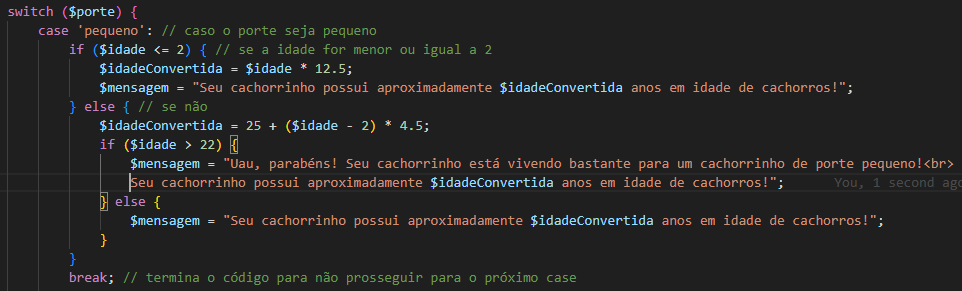 switch ($porte) {
case 'pequeno': // caso o porte seja pequeno
if ($idade <= 2) { // se a idade for menor ou igual a 2
$idadeConvertida = $idade * 12.5;
$mensagem = "Seu cachorrinho possui aproximadamente $idadeConvertida anos em idade de cachorros!";
} else { // se não
$idadeConvertida = 25 + ($idade - 2) * 4.5;
if ($idade > 22) {
$mensagem = "Uau, parabéns! Seu cachorrinho está vivendo bastante para um cachorrinho de porte pequeno!<br>
Seu cachorrinho possui aproximadamente $idadeConvertida anos em idade de cachorros!"; You, 1 second ago
} else {
$mensagem = "Seu cachorrinho possui aproximadamente $idadeConvertida anos em idade de cachorros!";
}
}
break; // termina o código para não prosseguir para o próximo case